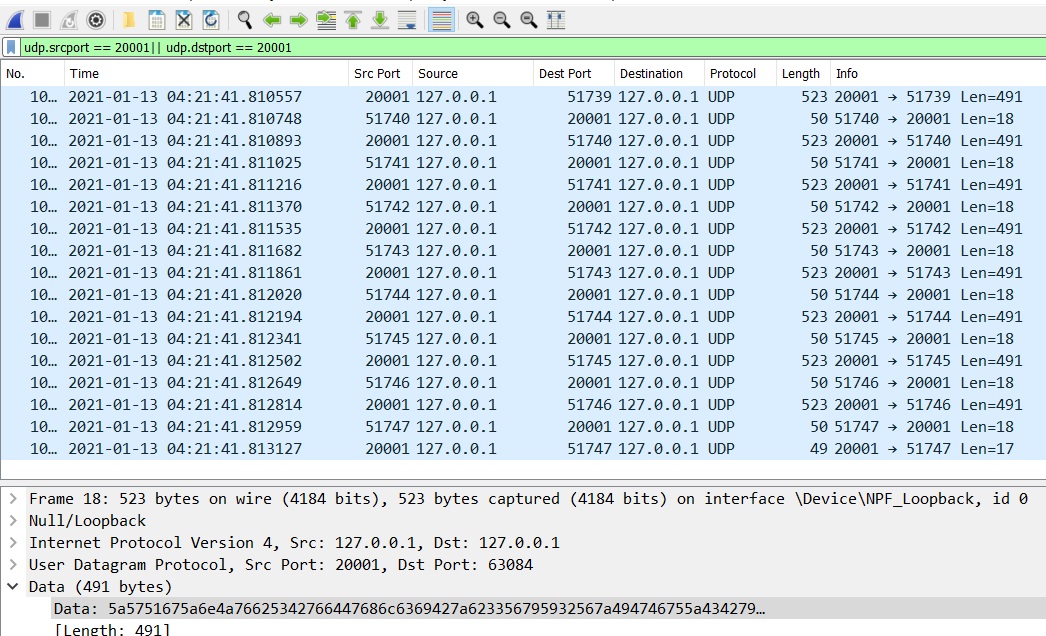 udp.srcport == 20001|| udp.dstport == 20001
No. Time Src Port Source Dest Port Destination Protocol Length Info
10… 2021-01-13 04:21:41.810557 20001 127.0.0.1 51739 127.0.0.1 UDP 523 20001 → 51739 Len=491
10… 2021-01-13 04:21:41.810748 51740 127.0.0.1 20001 127.0.0.1 UDP 50 51740 → 20001 Len=18
10… 2021-01-13 04:21:41.810893 20001 127.0.0.1 51740 127.0.0.1 UDP 523 20001 → 51740 Len=491
10… 2021-01-13 04:21:41.811025 51741 127.0.0.1 20001 127.0.0.1 UDP 50 51741 → 20001 Len=18
10… 2021-01-13 04:21:41.811216 20001 127.0.0.1 51741 127.0.0.1 UDP 523 20001 → 51741 Len=491
10… 2021-01-13 04:21:41.811370 51742 127.0.0.1 20001 127.0.0.1 UDP 50 51742 → 20001 Len=18
10… 2021-01-13 04:21:41.811535 20001 127.0.0.1 51742 127.0.0.1 UDP 523 20001 → 51742 Len=491
10… 2021-01-13 04:21:41.811682 51743 127.0.0.1 20001 127.0.0.1 UDP 50 51743 → 20001 Len=18
10… 2021-01-13 04:21:41.811861 20001 127.0.0.1 51743 127.0.0.1 UDP 523 20001 → 51743 Len=491
10… 2021-01-13 04:21:41.812020 51744 127.0.0.1 20001 127.0.0.1 UDP 50 51744 → 20001 Len=18
10… 2021-01-13 04:21:41.812194 20001 127.0.0.1 51744 127.0.0.1 UDP 523 20001 → 51744 Len=491
10… 2021-01-13 04:21:41.812341 51745 127.0.0.1 20001 127.0.0.1 UDP 50 51745 → 20001 Len=18
10… 2021-01-13 04:21:41.812502 20001 127.0.0.1 51745 127.0.0.1 UDP 523 20001 → 51745 Len=491
10… 2021-01-13 04:21:41.812649 51746 127.0.0.1 20001 127.0.0.1 UDP 50 51746 → 20001 Len=18
10… 2021-01-13 04:21:41.812814 20001 127.0.0.1 51746 127.0.0.1 UDP 523 20001 → 51746 Len=491
10… 2021-01-13 04:21:41.812959 51747 127.0.0.1 20001 127.0.0.1 UDP 50 51747 → 20001 Len=18
10… 2021-01-13 04:21:41.813127 20001 127.0.0.1 51747 127.0.0.1 UDP 49 20001 → 51747 Len=17
Frame 18: 523 bytes on wire (4184 bits), 523 bytes captured (4184 bits) on interface \Device\NPF_Loopback, id 0
Null/Loopback
Internet Protocol Version 4, Src: 127.0.0.1, Dst: 127.0.0.1
User Datagram Protocol, Src Port: 20001, Dst Port: 63084
Data (491 bytes)
Data: 5a5751675a6e4a76625342766447686c6369427a623356795932567a494746755a434279…
[Length: 491]